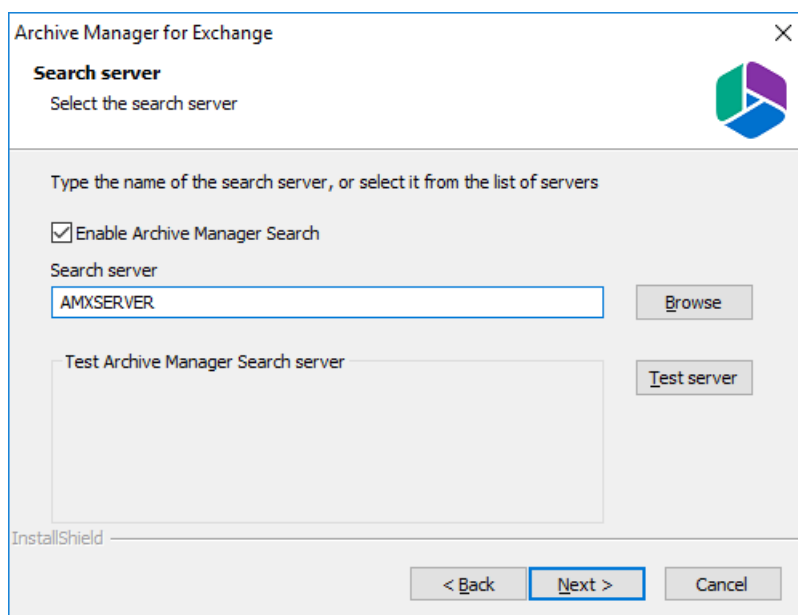 Archive Manager for Exchange
Search server
Select the search server
Type the name of the search server, or select it from the list of servers
Enable Archive Manager Search
Search server
AMXSERVER
Browse
Test Archive Manager Search server
Test server
InstallShield
< Back
Next >
Cancel